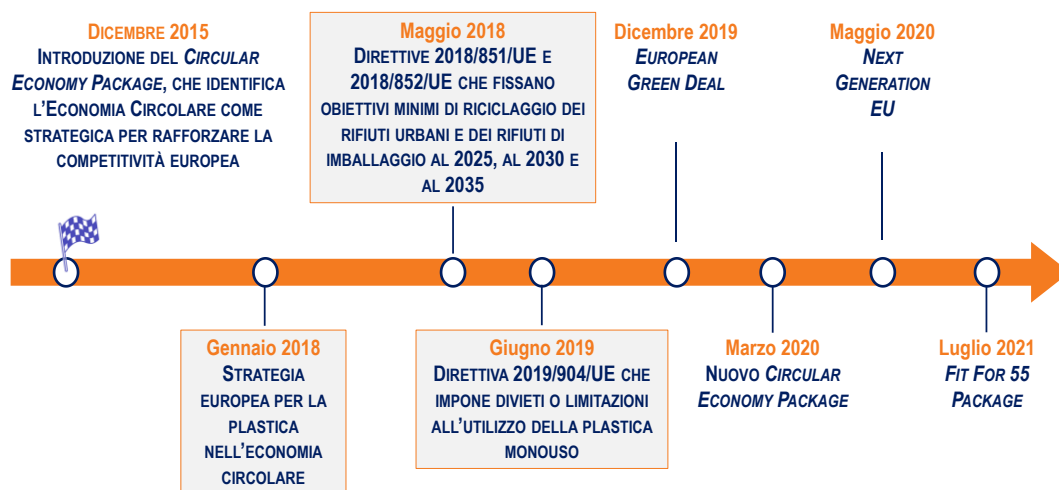 DICEMBRE 2015
INTRODUZIONE DEL CIRCULAR
ECONOMY PACKAGE, CHE IDENTIFICA
L'ECONOMIA CIRCOLARE COME
STRATEGICA PER RAFFORZARE LA
COMPETITIVITÀ EUROPEA
Maggio 2018
DIRETTIVE 2018/851/UE E
2018/852/UE CHE FISSANO
OBIETTIVI MINIMI DI RICICLAGGIO DEI
RIFIUTI URBANI E DEI RIFIUTI DI
IMBALLAGGIO AL 2025, AL 2030 E
AL 2035
Dicembre 2019
EUROPEAN
GREEN DEAL
Maggio 2020
NEXT
GENERATION
EU
Gennaio 2018
STRATEGIA
EUROPEA PER LA
PLASTICA
NELL'ECONOMIA
CIRCOLARE
Giugno 2019
DIRETTIVA 2019/904/UE CHE
IMPONE DIVIETI O LIMITAZIONI
ALL'UTILIZZO DELLA PLASTICA
MONOUSO
Marzo 2020
NUOVO CIRCULAR
ECONOMY PACKAGE
Luglio 2021
FIT FOR 55
PACKAGE